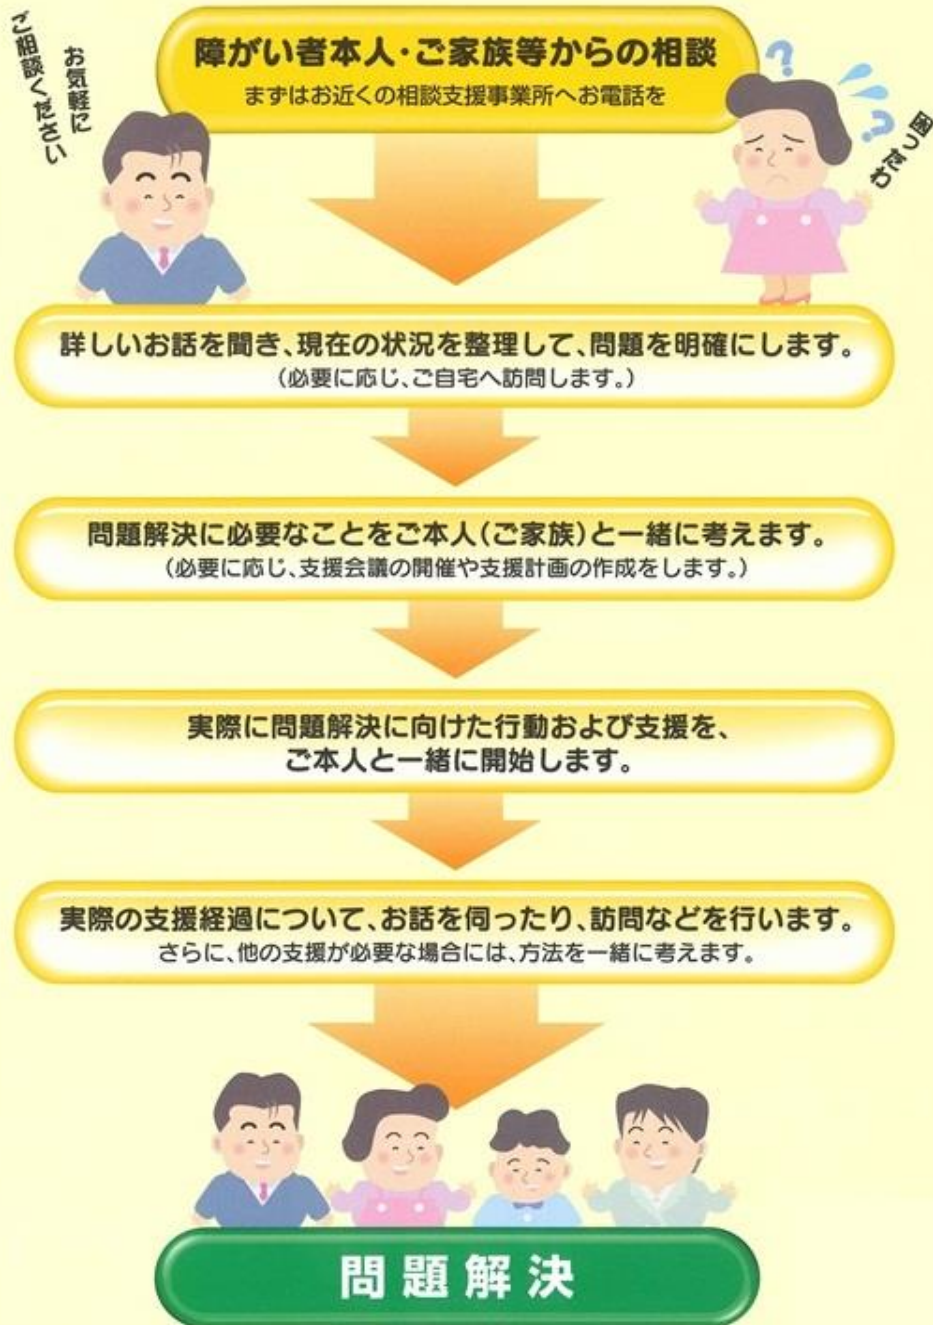 お気軽に
ご相談ください
障がい者本人・ご家族等からの相談
まずはお近くの相談支援事業所へお電話を
?
?
困ったわ
詳しいお話を聞き、現在の状況を整理して、問題を明確にします。
(必要に応じ、ご自宅へ訪問します。)
問題解決に必要なことをご本人(ご家族)と一緒に考えます。
(必要に応じ、支援会議の開催や支援計画の作成をします。)
実際に問題解決に向けた行動および支援を、
ご本人と一緒に開始します。
実際の支援経過について、お話を伺ったり、訪問などを行います。
さらに、他の支援が必要な場合には、方法を一緒に考えます。
問題解決